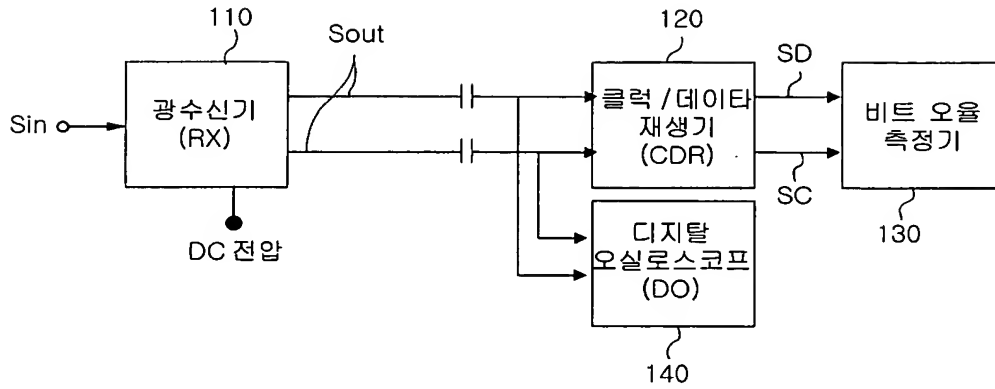 110
Sout
120
SD
Sin
광수신기
(RX)
클럭 / 데이타
재생기
(CDR)
비트 오율
측정기
SC
130
DC 전압
디지탈
오실로스코프
(DO)
140